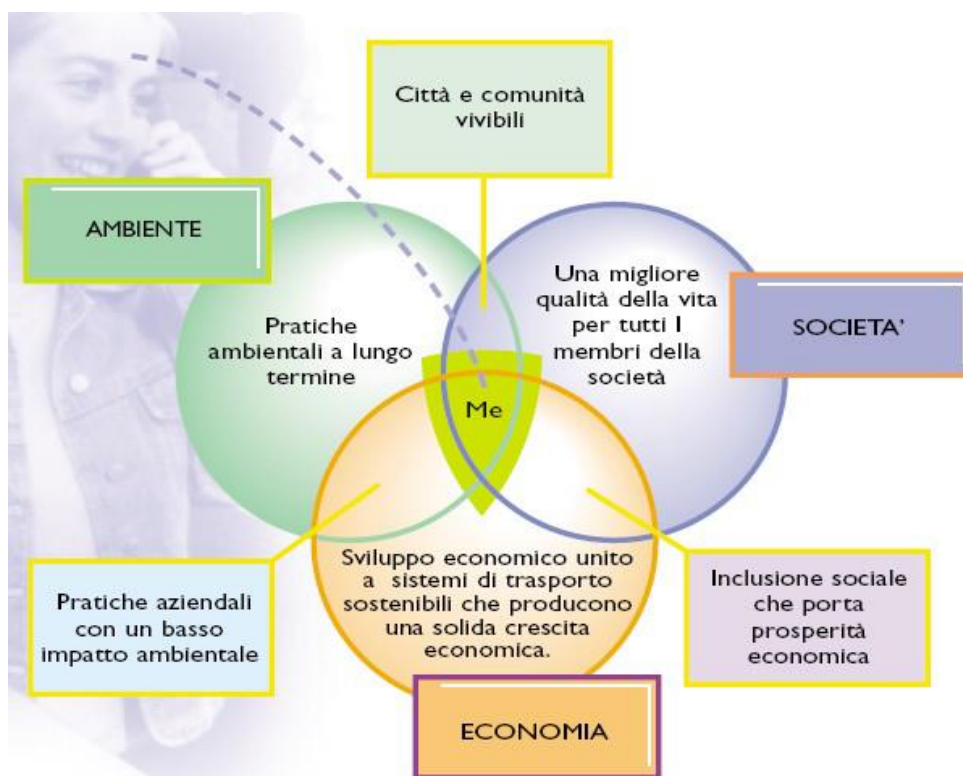 Città e comunità
vivibili
AMBIENTE
Una migliore
qualità della vita
per tutti I
membri della
società
SOCIETA'
Pratiche
ambientali a lungo
termine
Me
Sviluppo economico unito
a sistemi di trasporto
sostenibili che producono
una solida crescita
economica.
Pratiche aziendali
con un basso
impatto ambientale
Inclusione sociale
che porta
prosperità
economica
ECONOMIA